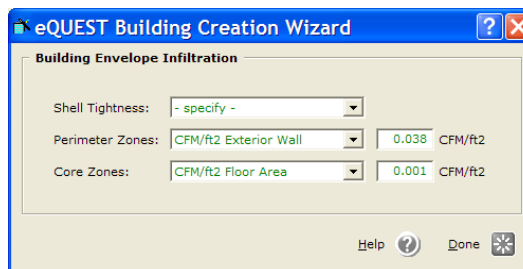 eQUEST Building Creation Wizard
Building Envelope Infiltration
Shell Tightness: - specify -
Perimeter Zones: CFM/ft2 Exterior Wall 0.038 CFM/ft2
Core Zones: CFM/ft2 Floor Area 0.001 CFM/ft2
Help ? Done